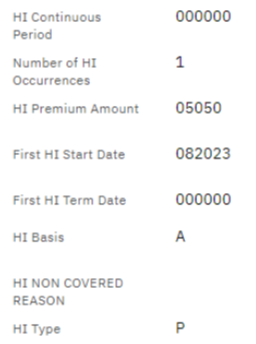 HI Continuous 000000
Period
Number of HI 1
Occurrences
HI Premium Amount 05050
First HI Start Date 082023
First HI Term Date 000000
HI Basis A
HI NON COVERED
REASON
HI Type P